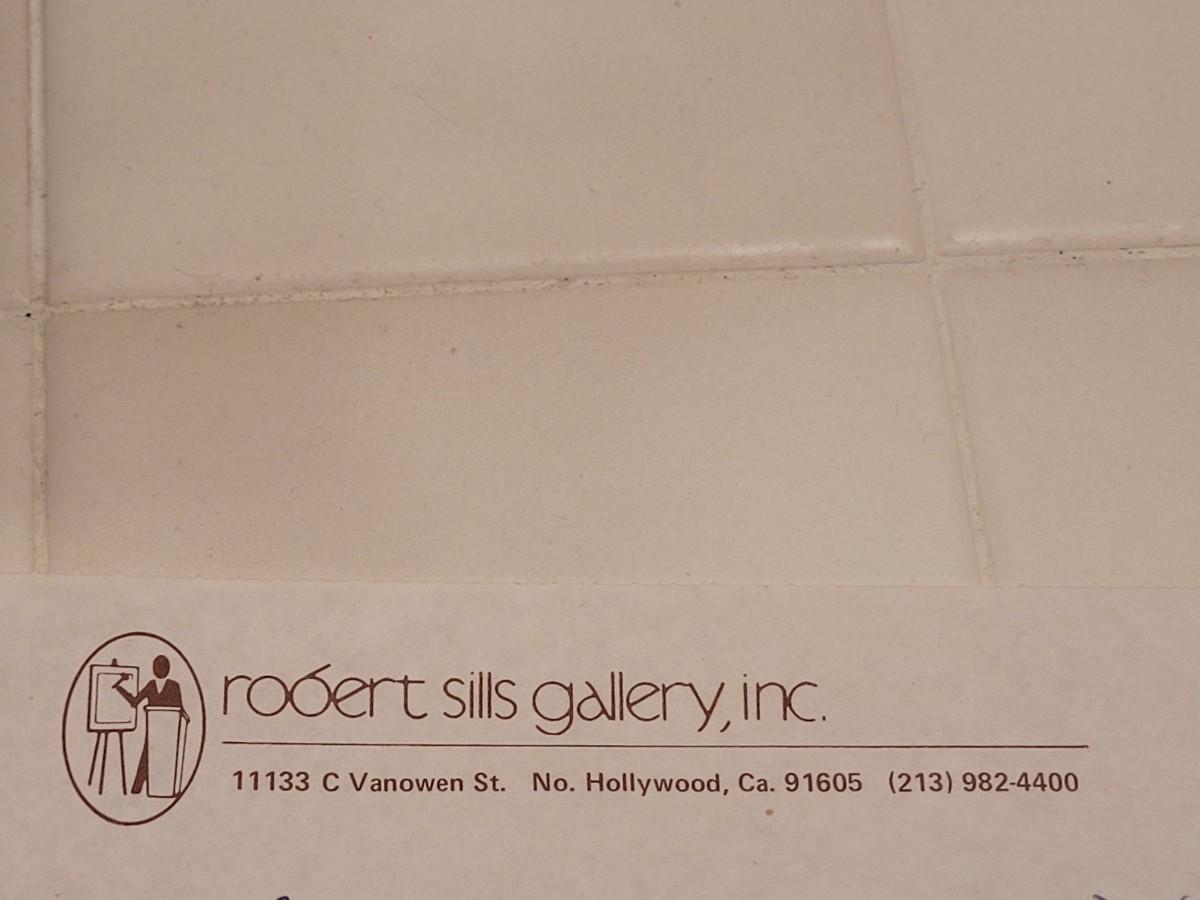 robert sills gallery, inc.
11133 C Vanowen St. No. Hollywood, Ca. 91605 (213) 982-4400